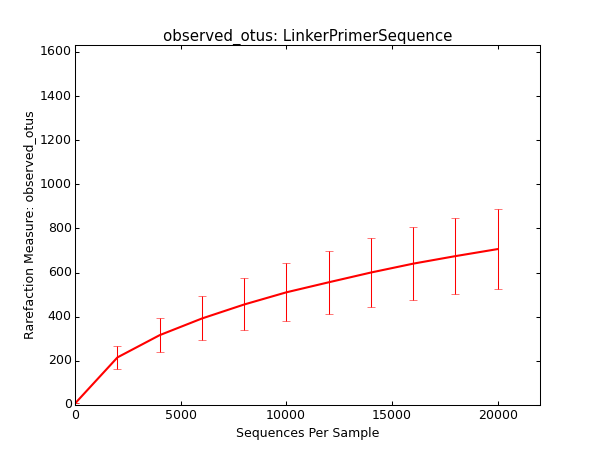 observed_otus: LinkerPrimerSequence
1600
1400
1200
1000
800
600
400
200
0
Rarefaction Measure: observed_otus
0 5000 10000 15000 20000
Sequences Per Sample